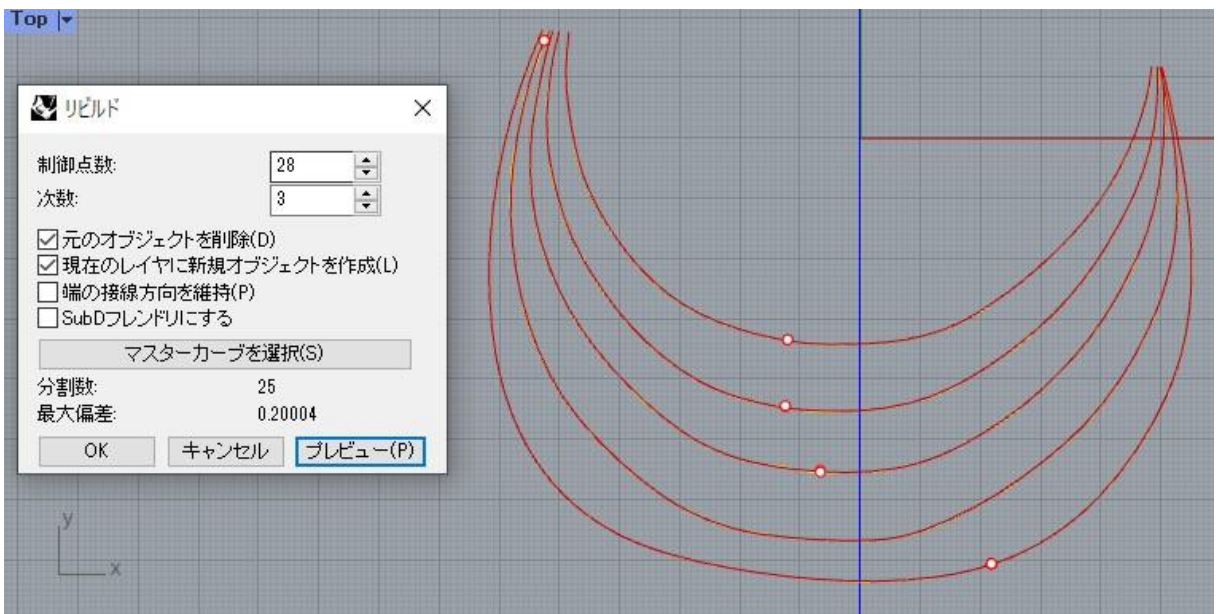 Top
リビルド
制御点数: 28
次数: 3
元のオブジェクトを削除(D)
現在のレイヤに新規オブジェクトを作成(L)
端の接線方向を維持(P)
SubDフレンドリにする
マスターカーブを選択(S)
分割数: 25
最大偏差: 0.20004
OK キャンセル プレビュー(P)
y
x